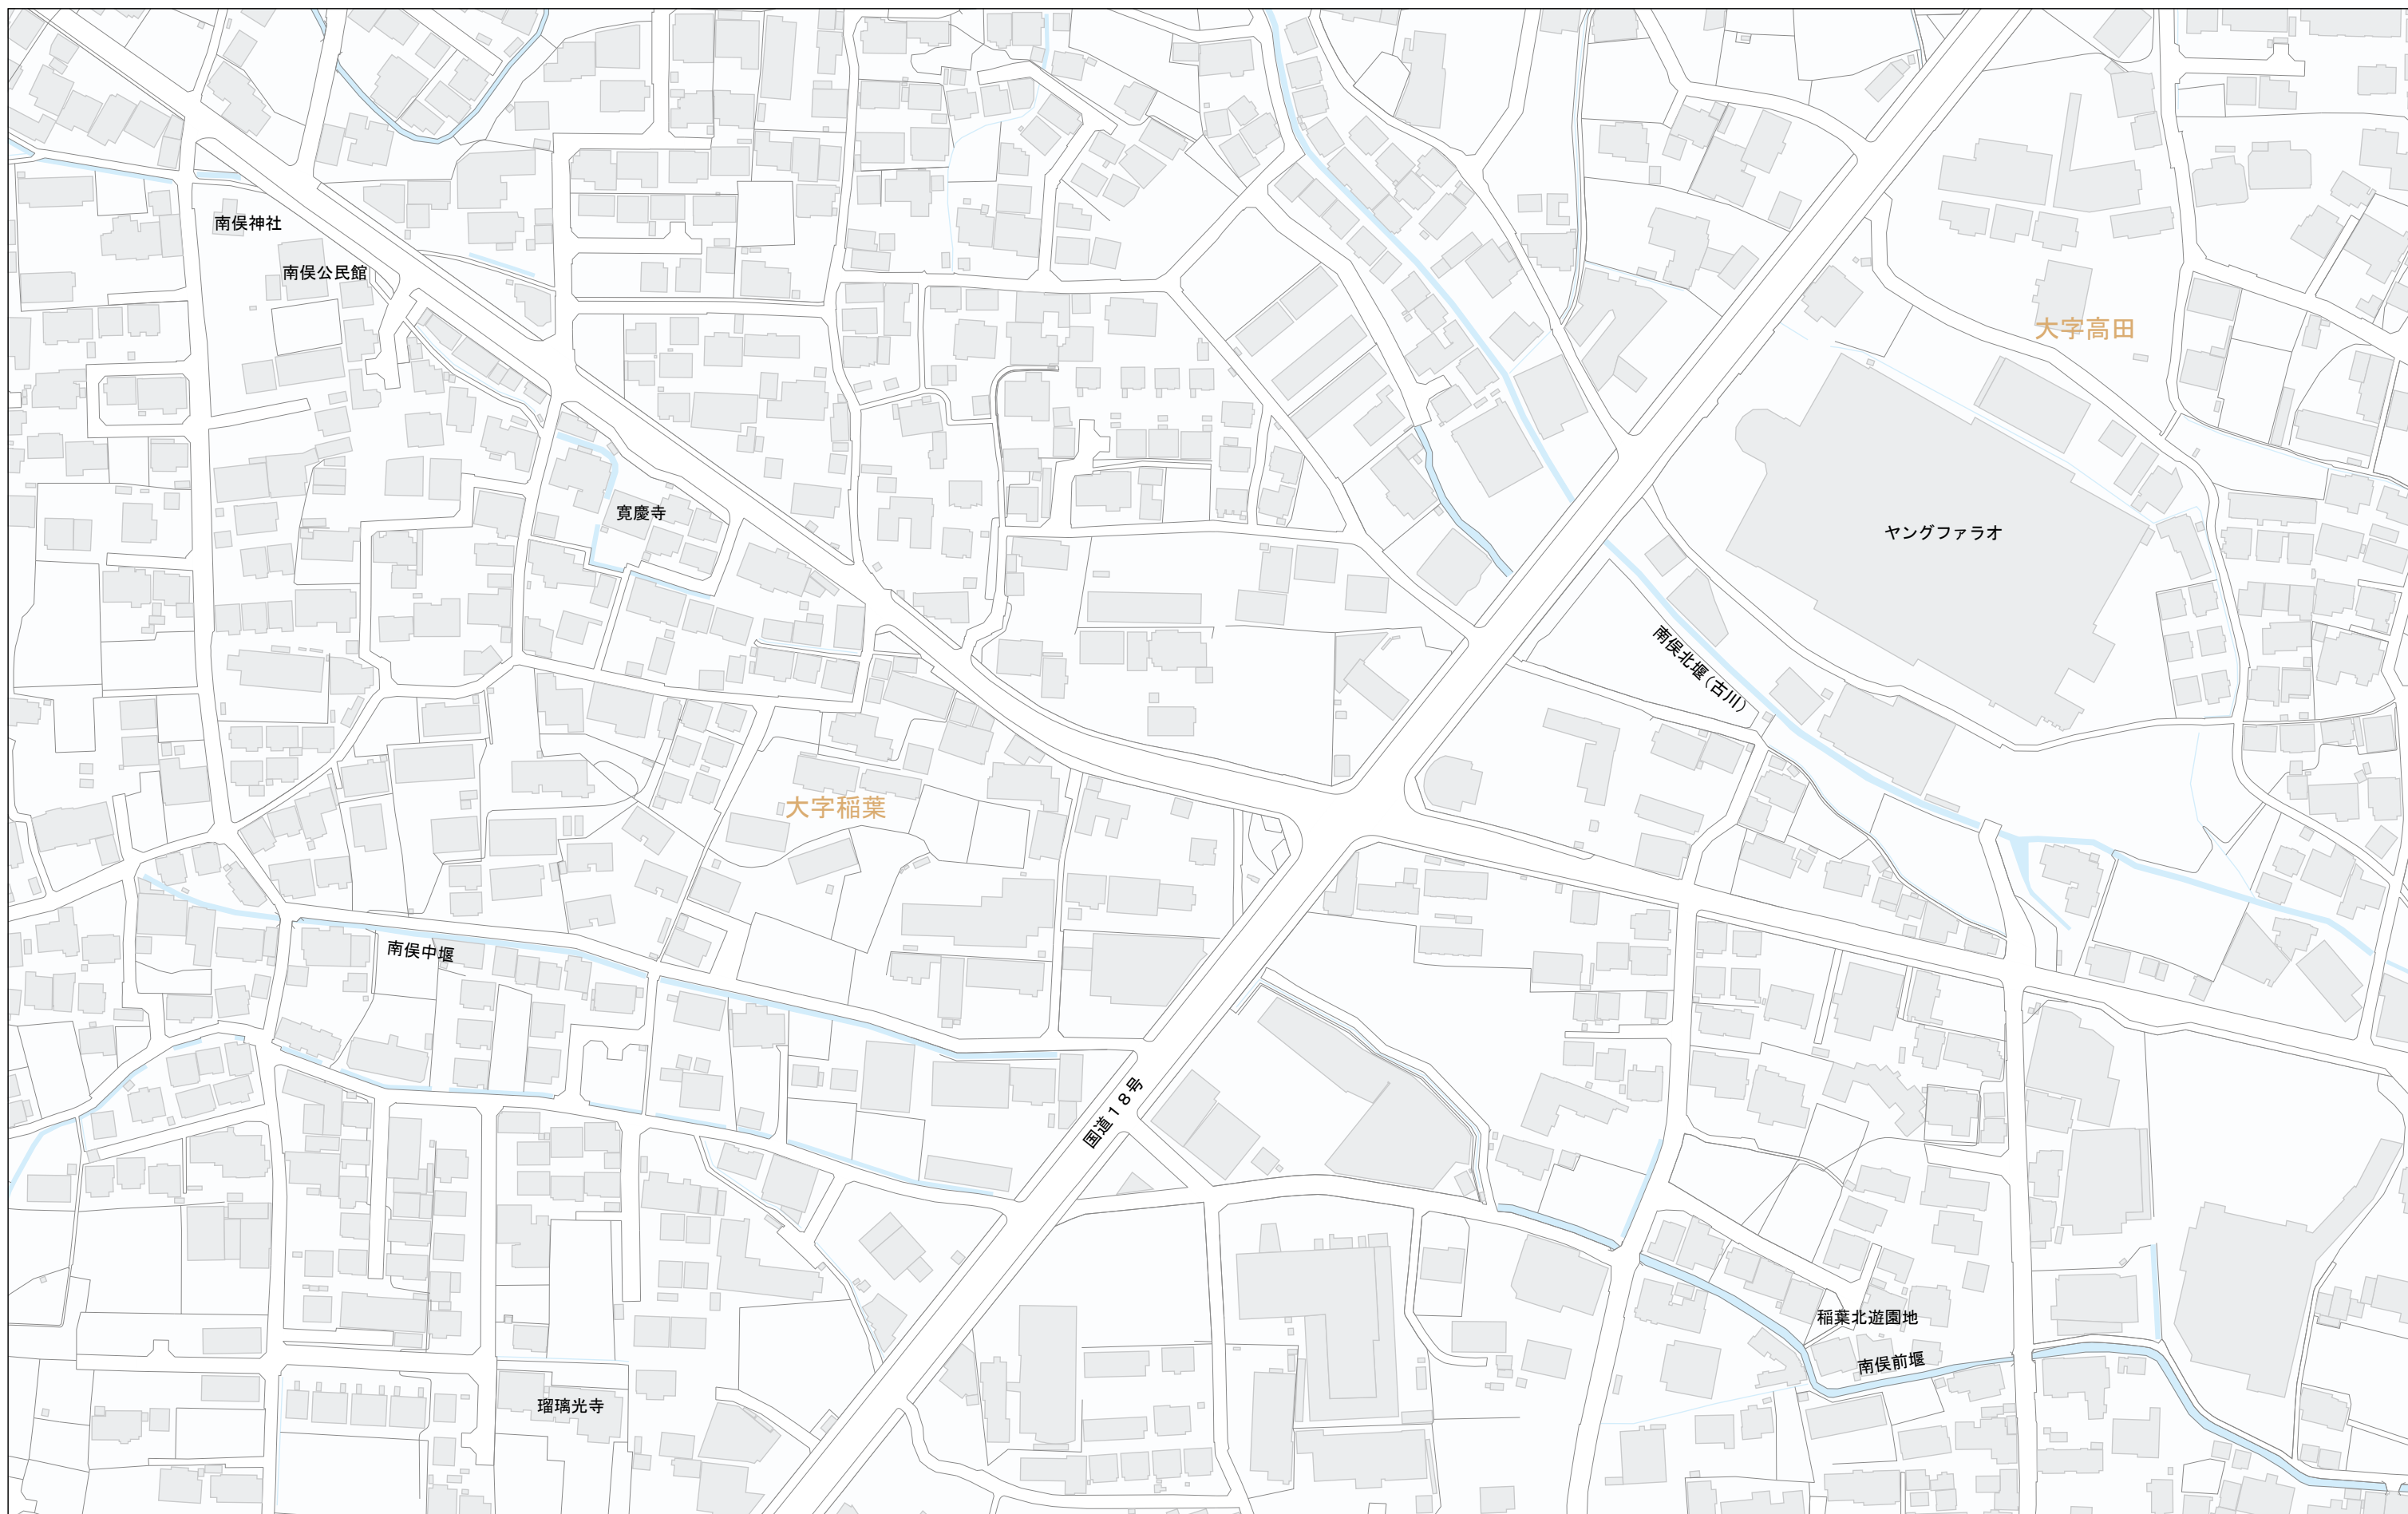 南俣神社
南俣公民館
大字高田
寛慶寺
ヤングファラオ
南俣北堰（古川）
大字稲葉
南俣中堰
国道１８号
稲葉北遊園地
南俣前堰
瑠璃光寺